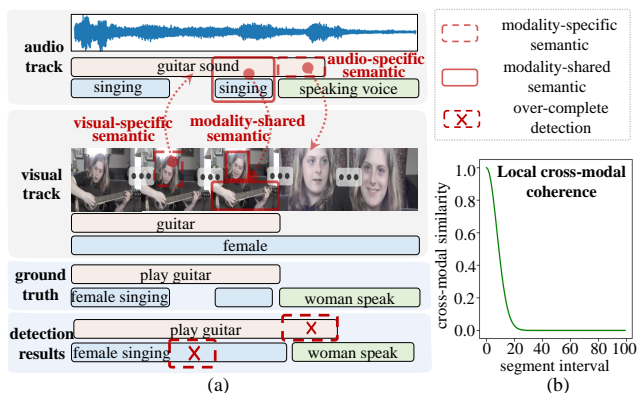 audio
track
guitar sound
audio-specific
semantic
singing
singing
speaking voice
visual-specific
semantic
modality-shared
semantic
visual
track
guitar
female
ground
truth
play guitar
female singing
woman speak
detection
results
play guitar
X
female singing
X
woman speak
(a)
modality-specific
semantic
modality-shared
semantic
X
over-complete
detection
Local cross-modal
coherence
cross-modal similarity
1.0
0.8
0.6
0.4
0.2
0.0
0
20
40
60
80
100
segment interval
(b)